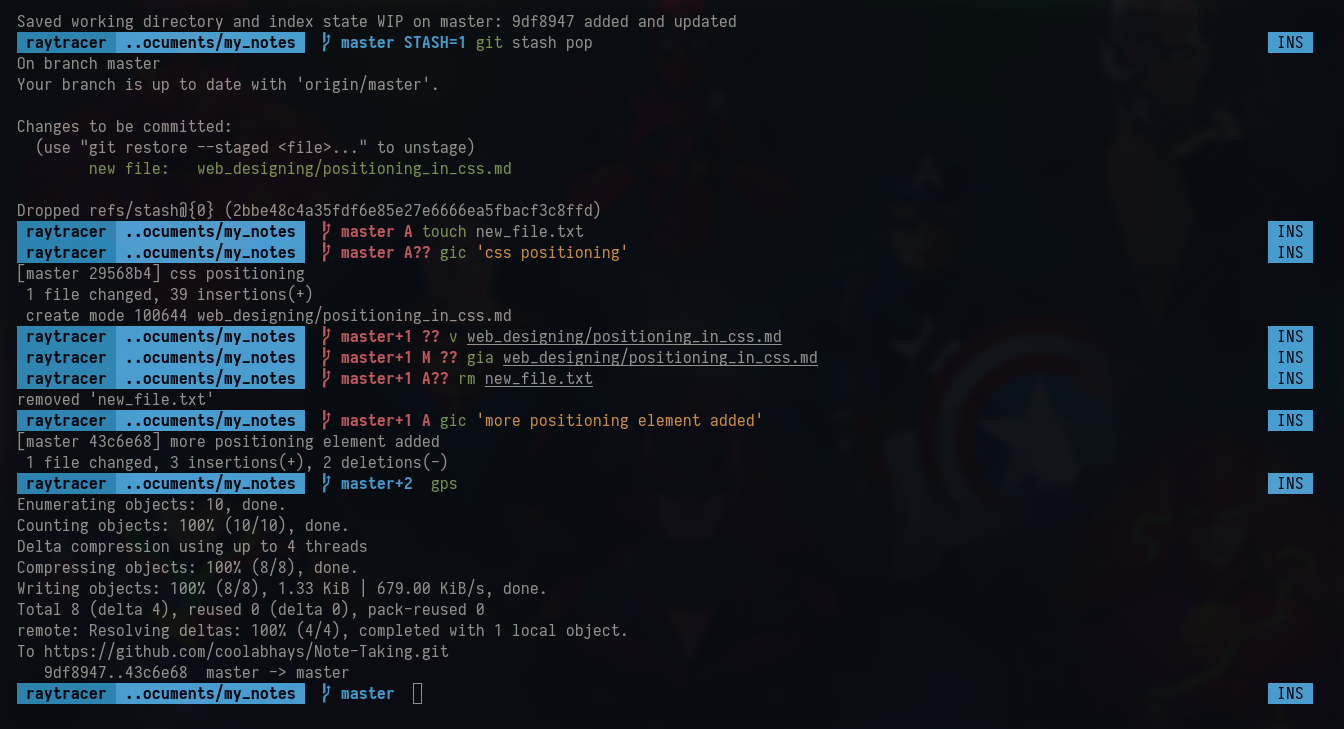 Saved working directory and index state WIP on master: 9df8947 added and updated
raytracer ..ocuments/my_notes master STASH=1 git stash pop INS
On branch master
Your branch is up to date with 'origin/master'.
Changes to be committed:
(use "git restore --staged <file>..." to unstage)
new file: web_designing/positioning_in_css.md
Dropped refs/stash@{0} (2bbe48c4a35fdf6e85e27e6666ea5fbacf3c8ffd)
raytracer ..ocuments/my_notes master A touch new_file.txt INS
raytracer ..ocuments/my_notes master A?? gic 'css positioning' INS
[master 29568b4] css positioning
1 file changed, 39 insertions(+)
create mode 100644 web_designing/positioning_in_css.md
raytracer ..ocuments/my_notes master+1 ?? v web_designing/positioning_in_css.md INS
raytracer ..ocuments/my_notes master+1 M ?? gia web_designing/positioning_in_css.md INS
raytracer ..ocuments/my_notes master+1 A?? rm new_file.txt INS
removed 'new_file.txt'
raytracer ..ocuments/my_notes master+1 A gic 'more positioning element added' INS
[master 43c6e68] more positioning element added
1 file changed, 3 insertions(+), 2 deletions(-)
raytracer ..ocuments/my_notes master+2 gps INS
Enumerating objects: 10, done.
Counting objects: 100% (10/10), done.
Delta compression using up to 4 threads
Compressing objects: 100% (8/8), done.
Writing objects: 100% (8/8), 1.33 KiB | 679.00 KiB/s, done.
Total 8 (delta 4), reused 0 (delta 0), pack-reused 0
remote: Resolving deltas: 100% (4/4), completed with 1 local object.
To https://github.com/coolabhays/Note-Taking.git
9df8947..43c6e68 master -> master
raytracer ..ocuments/my_notes master INS